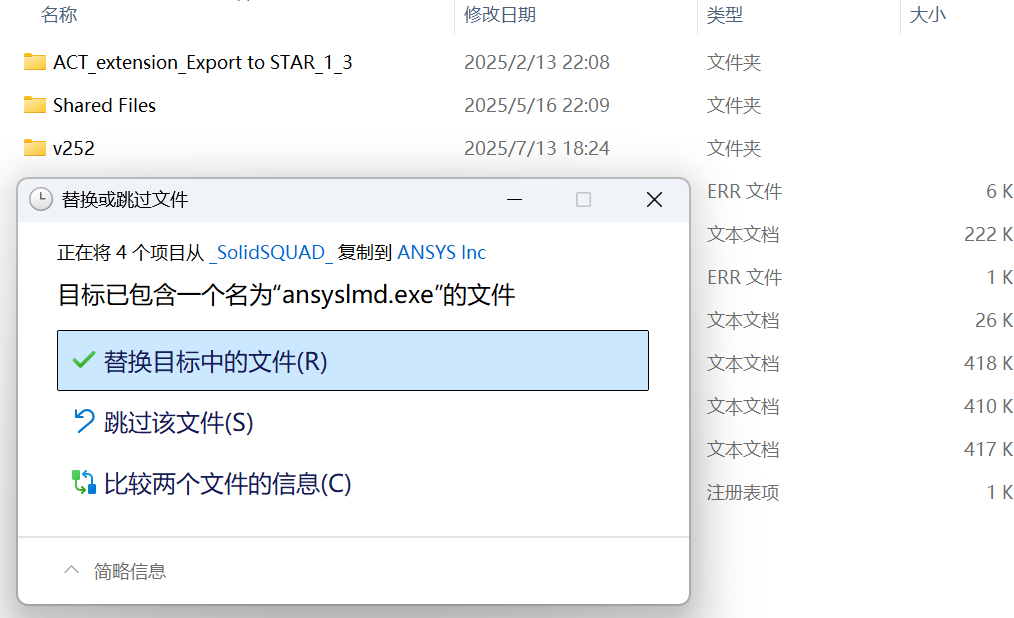 名称 修改日期 类型 大小
ACT_extension_Export to STAR_1_3 2025/2/13 22:08 文件夹
Shared Files 2025/5/16 22:09 文件夹
v252 2025/7/13 18:24 文件夹
ERR 文件 6 K
文本文档 222 K
ERR 文件 1 K
文本文档 26 K
文本文档 418 K
文本文档 410 K
文本文档 417 K
注册表项 1 K
替换或跳过文件
正在将 4 个项目从 _SolidSQUAD_ 复制到 ANSYS Inc
目标已包含一个名为“ansyslmd.exe”的文件
替换目标中的文件(R)
跳过该文件(S)
比较两个文件的信息(C)
简略信息